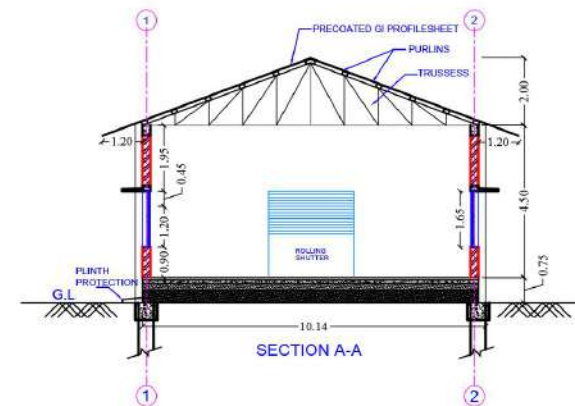 1
2
PRECOATED GI PROFILESHEET
PURLINS
TRUSSESS
2.00
1.20
1.20
1.95
0.45
4.50
1.20
1.65
ROLLING
SHUTTER
0.90
0.75
PLINTH
PROTECTION
G.L
10.14
SECTION A-A
1
2